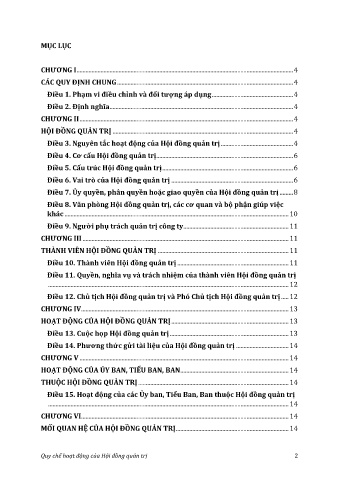 MỤC LỤC
CHƯƠNG I....................4
CÁC QUY ĐỊNH CHUNG....................4
Điều 1. Phạm vi điều chỉnh và đối tượng áp dụng....................4
Điều 2. Định nghĩa....................4
CHƯƠNG II....................4
HỘI ĐỒNG QUẢN TRỊ....................4
Điều 3. Nguyên tắc hoạt động của Hội đồng quản trị....................4
Điều 4. Cơ cấu Hội đồng quản trị....................6
Điều 5. Cấu trúc Hội đồng quản trị....................6
Điều 6. Vai trò của Hội đồng quản trị....................6
Điều 7. Ủy quyền, phân quyền hoặc giao quyền của Hội đồng quản trị........8
Điều 8. Văn phòng Hội đồng quản trị, các cơ quan và bộ phận giúp việc
khác....................10
Điều 9. Người phụ trách quản trị công ty....................11
CHƯƠNG III....................11
THÀNH VIÊN HỘI ĐỒNG QUẢN TRỊ....................11
Điều 10. Thành viên Hội đồng quản trị....................11
Điều 11. Quyền, nghĩa vụ và trách nhiệm của thành viên Hội đồng quản trị
....................12
Điều 12. Chủ tịch Hội đồng quản trị và Phó Chủ tịch Hội đồng quản trị.....12
CHƯƠNG IV....................13
HOẠT ĐỘNG CỦA HỘI ĐỒNG QUẢN TRỊ....................13
Điều 13. Cuộc họp Hội đồng quản trị....................13
Điều 14. Phương thức gửi tài liệu của Hội đồng quản trị....................14
CHƯƠNG V....................14
HOẠT ĐỘNG CỦA ỦY BAN, TIỂU BAN, BAN....................14
THUỘC HỘI ĐỒNG QUẢN TRỊ....................14
Điều 15. Hoạt động của các Ủy ban, Tiểu Ban, Ban thuộc Hội đồng quản trị
....................14
CHƯƠNG VI....................14
MỐI QUAN HỆ CỦA HỘI ĐỒNG QUẢN TRỊ....................14
Quy chế hoạt động của Hội đồng quản trị 2